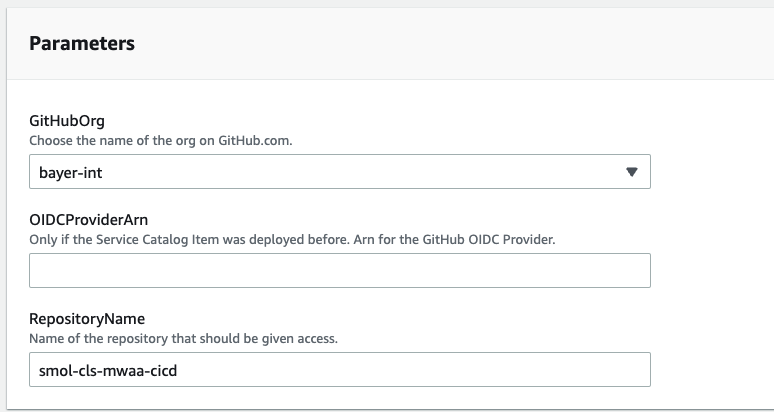 Parameters
GitHubOrg
Choose the name of the org on GitHub.com.
bayer-int
OIDCProviderArn
Only if the Service Catalog Item was deployed before. Arn for the GitHub OIDC Provider.
RepositoryName
Name of the repository that should be given access.
smol-cls-mwaa-cicd